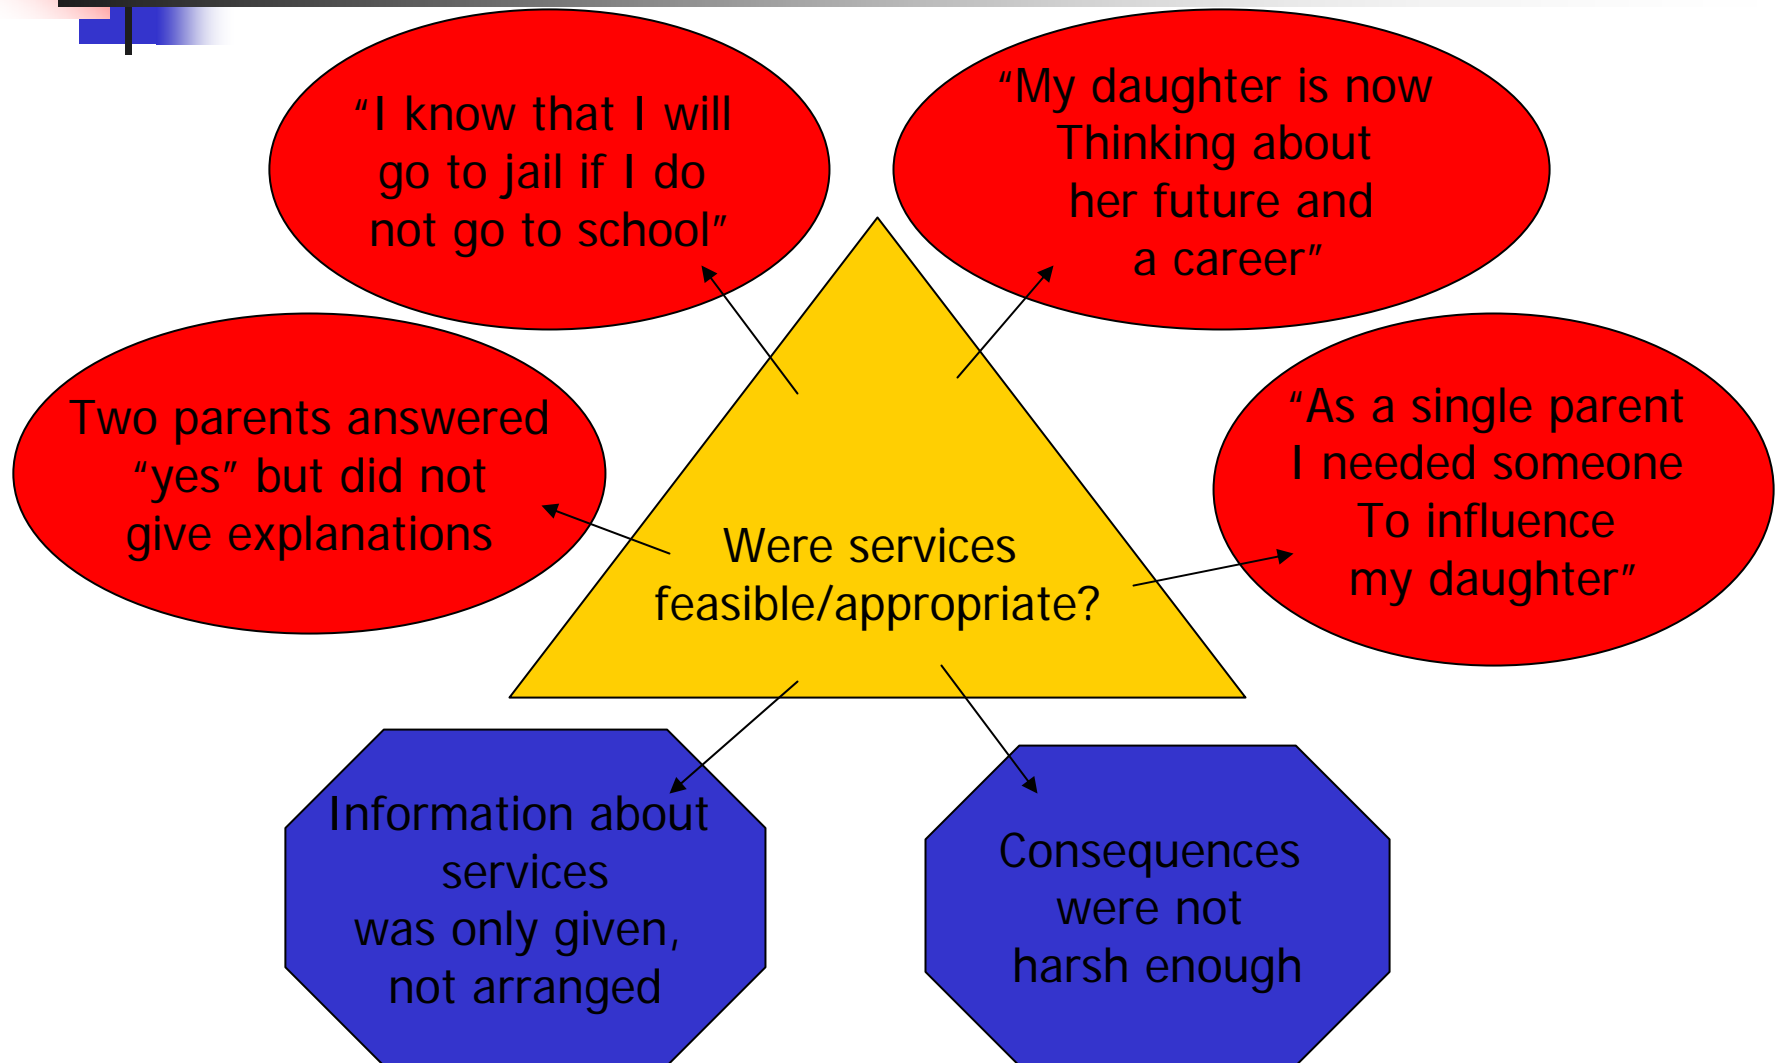 “I know that I will
go to jail if I do
not go to school”
“My daughter is now
Thinking about
her future and
a career”
Two parents answered
“yes” but did not
give explanations
“As a single parent
I needed someone
To influence
my daughter”
Were services
feasible/appropriate?
Information about
services
was only given,
not arranged
Consequences
were not
harsh enough